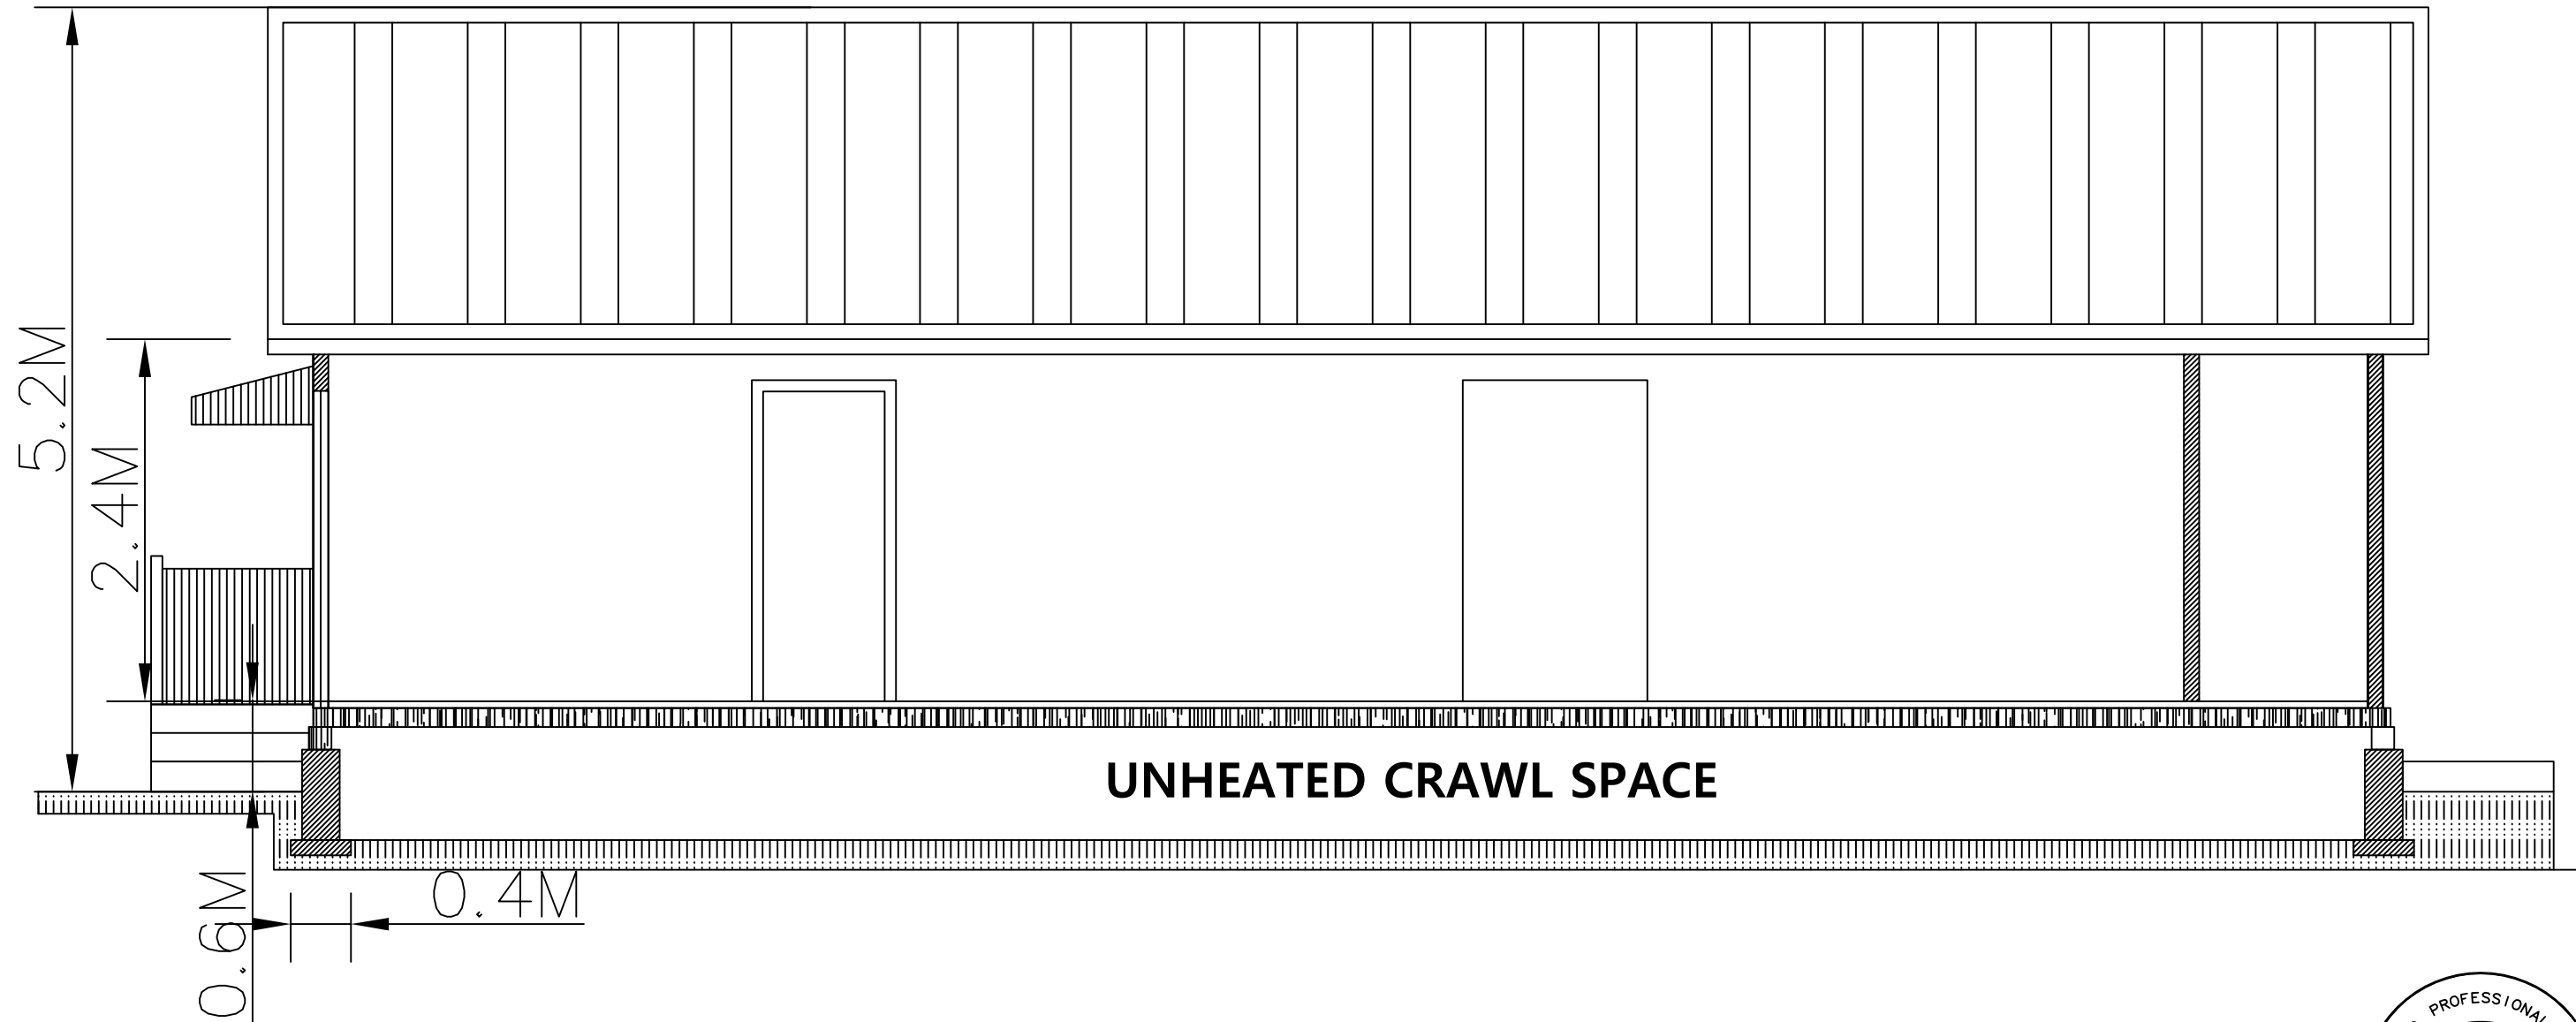 5.2M
2.4M
UNHEATED CRAWL SPACE
0.4M
0.6M
PROFESSIONAL